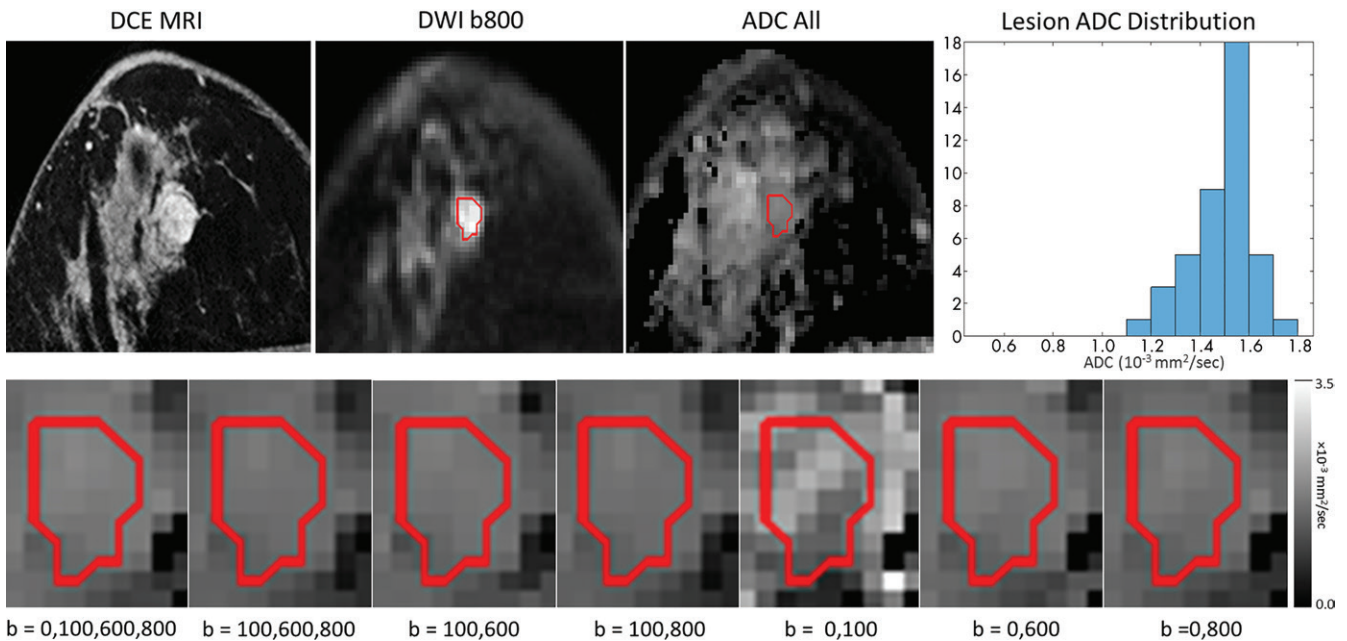 DCE MRI
DWI b800
ADC All
Lesion ADC Distribution
18
16
14
12
10
8
6
4
2
0
0.6
0.8
1.0
1.2
1.4
1.6
1.8
ADC (10⁻³ mm²/sec)
3.5
×10⁻³ mm²/sec
0.0
b = 0,100,600,800
b = 100,600,800
b = 100,600
b = 100,800
b = 0,100
b = 0,600
b =0,800